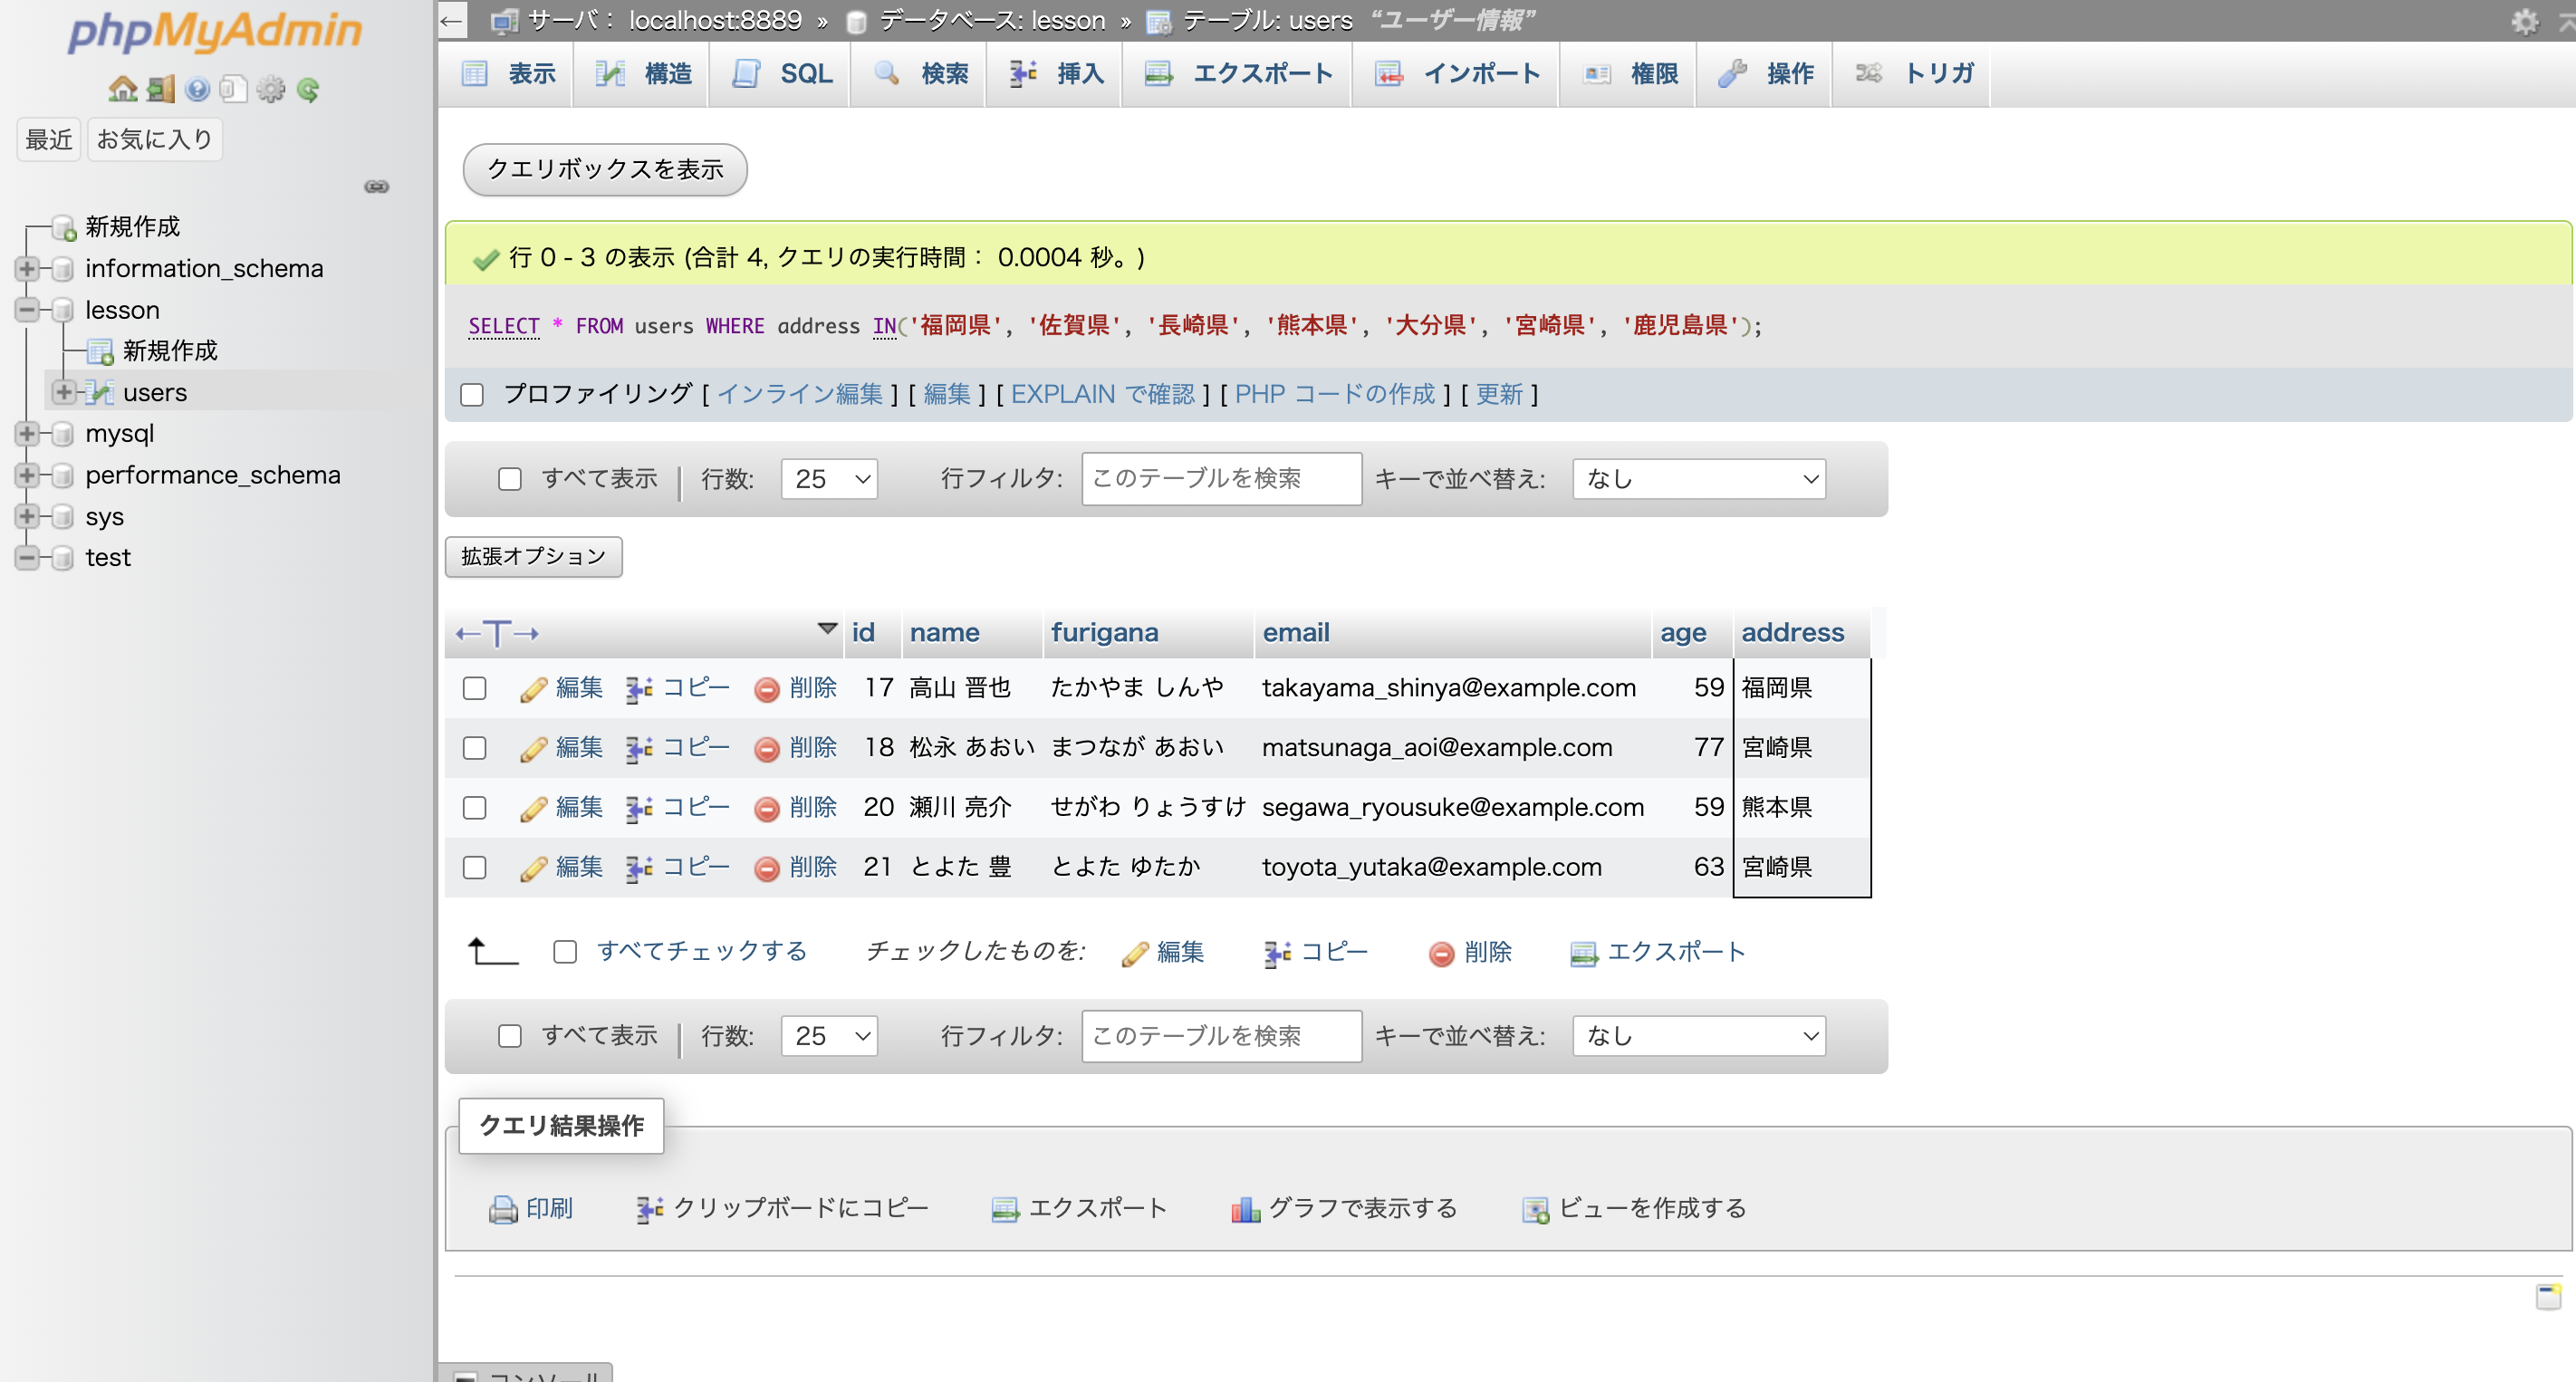 phpMyAdmin
最近 お気に入り
新規作成
information_schema
lesson
新規作成
users
mysql
performance_schema
sys
test
← サーバ： localhost:8889 » データベース: lesson » テーブル: users “ユーザー情報”
表示 構造 SQL 検索 挿入 エクスポート インポート 権限 操作 トリガ
クエリボックスを表示
行 0 - 3 の表示 (合計 4, クエリの実行時間： 0.0004 秒。)
SELECT * FROM users WHERE address IN('福岡県', '佐賀県', '長崎県', '熊本県', '大分県', '宮崎県', '鹿児島県');
プロファイリング [ インライン編集 ] [ 編集 ] [ EXPLAIN で確認 ] [ PHP コードの作成 ] [ 更新 ]
すべて表示 | 行数: 25 行フィルタ: このテーブルを検索 キーで並べ替え: なし
拡張オプション
←T→ id name furigana email age address
編集 コピー 削除 17 高山 晋也 たかやま しんや takayama_shinya@example.com 59 福岡県
編集 コピー 削除 18 松永 あおい まつなが あおい matsunaga_aoi@example.com 77 宮崎県
編集 コピー 削除 20 瀬川 亮介 せがわ りょうすけ segawa_ryousuke@example.com 59 熊本県
編集 コピー 削除 21 とよた 豊 とよた ゆたか toyota_yutaka@example.com 63 宮崎県
すべてチェックする チェックしたものを: 編集 コピー 削除 エクスポート
すべて表示 | 行数: 25 行フィルタ: このテーブルを検索 キーで並べ替え: なし
クエリ結果操作
印刷 クリップボードにコピー エクスポート グラフで表示する ビューを作成する
コンソール